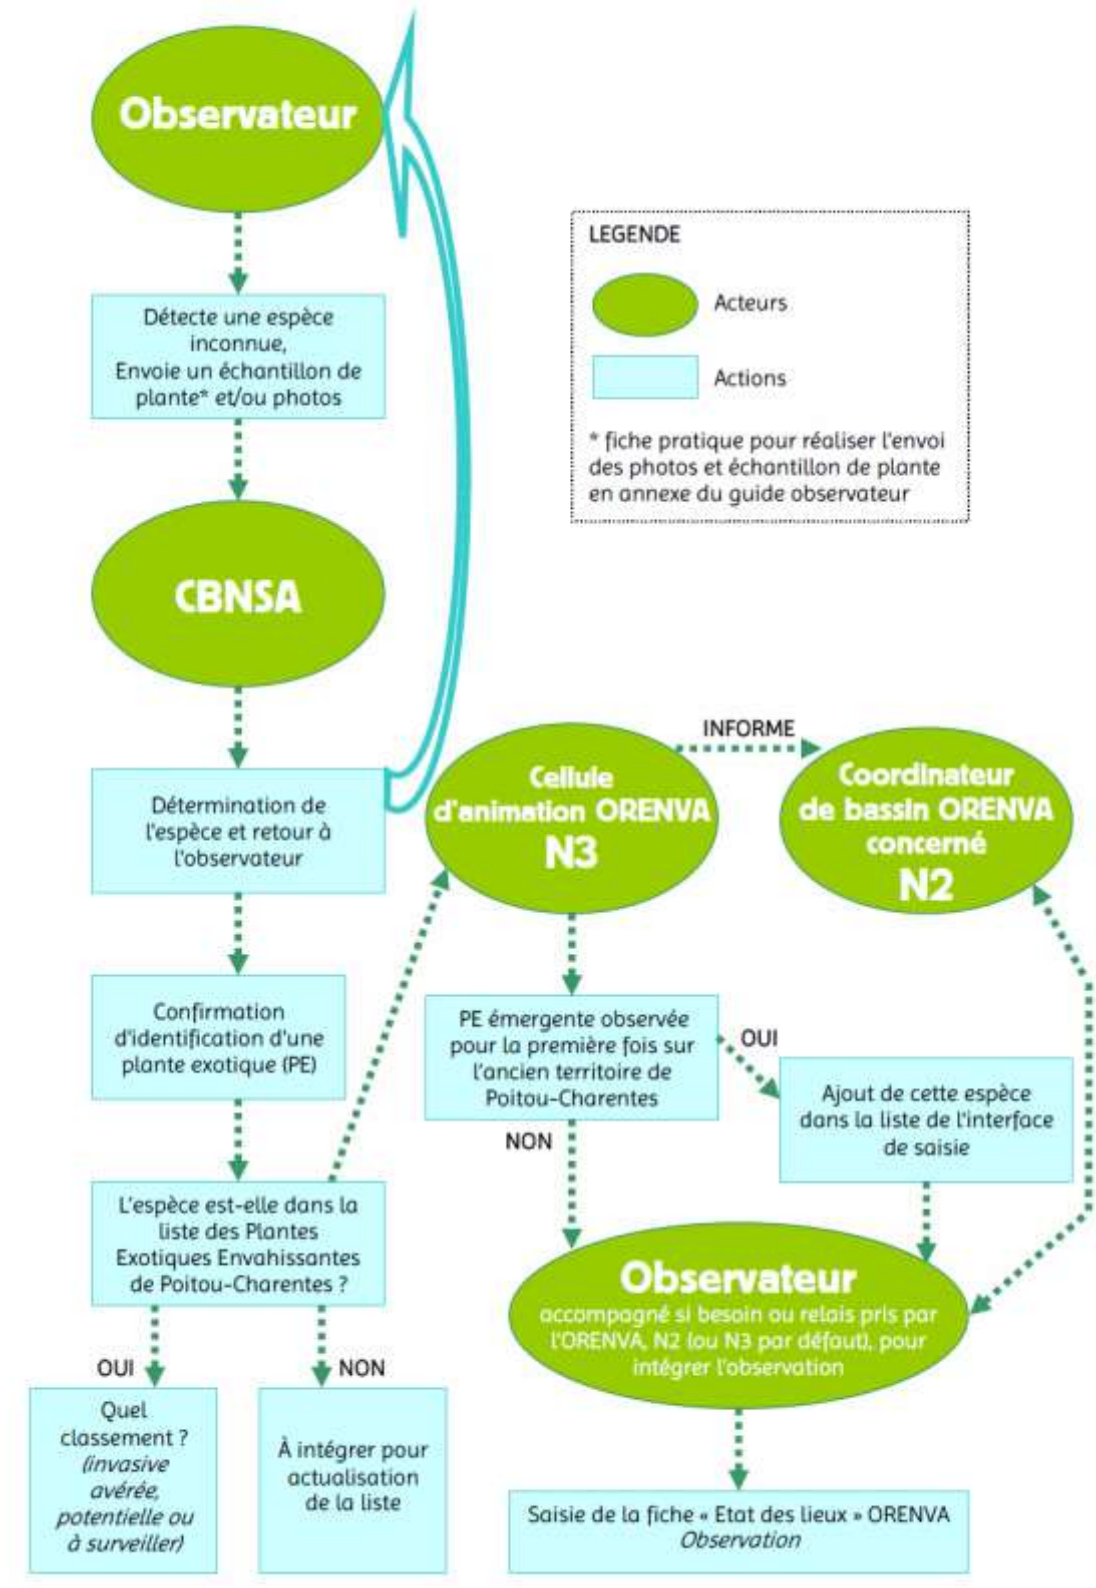 Observateur
Détecte une espèce
inconnue,
Envoie un échantillon de
plante* et/ou photos
LEGENDE
Acteurs
Actions
* fiche pratique pour réaliser l'envoi
des photos et échantillon de plante
en annexe du guide observateur
CBNSA
Détermination de
l'espèce et retour à
l'observateur
Cellule
d'animation ORENVA
N3
INFORME
Coordinateur
de bassin ORENVA
concerné
N2
Confirmation
d'identification d'une
plante exotique (PE)
PE émergente observée
pour la première fois sur
l'ancien territoire de
Poitou-Charentes
OUI
NON
Ajout de cette espèce
dans la liste de l'interface
de saisie
L'espèce est-elle dans la
liste des Plantes
Exotiques Envahissantes
de Poitou-Charentes ?
OUI
NON
Quel
classement ?
(invasive
avérée,
potentielle ou
à surveiller)
À intégrer pour
actualisation
de la liste
Observateur
accompagné si besoin ou relais pris par
l'ORENVA, N2 (ou N3 par défaut), pour
intégrer l'observation
Saisie de la fiche « Etat des lieux » ORENVA
Observation